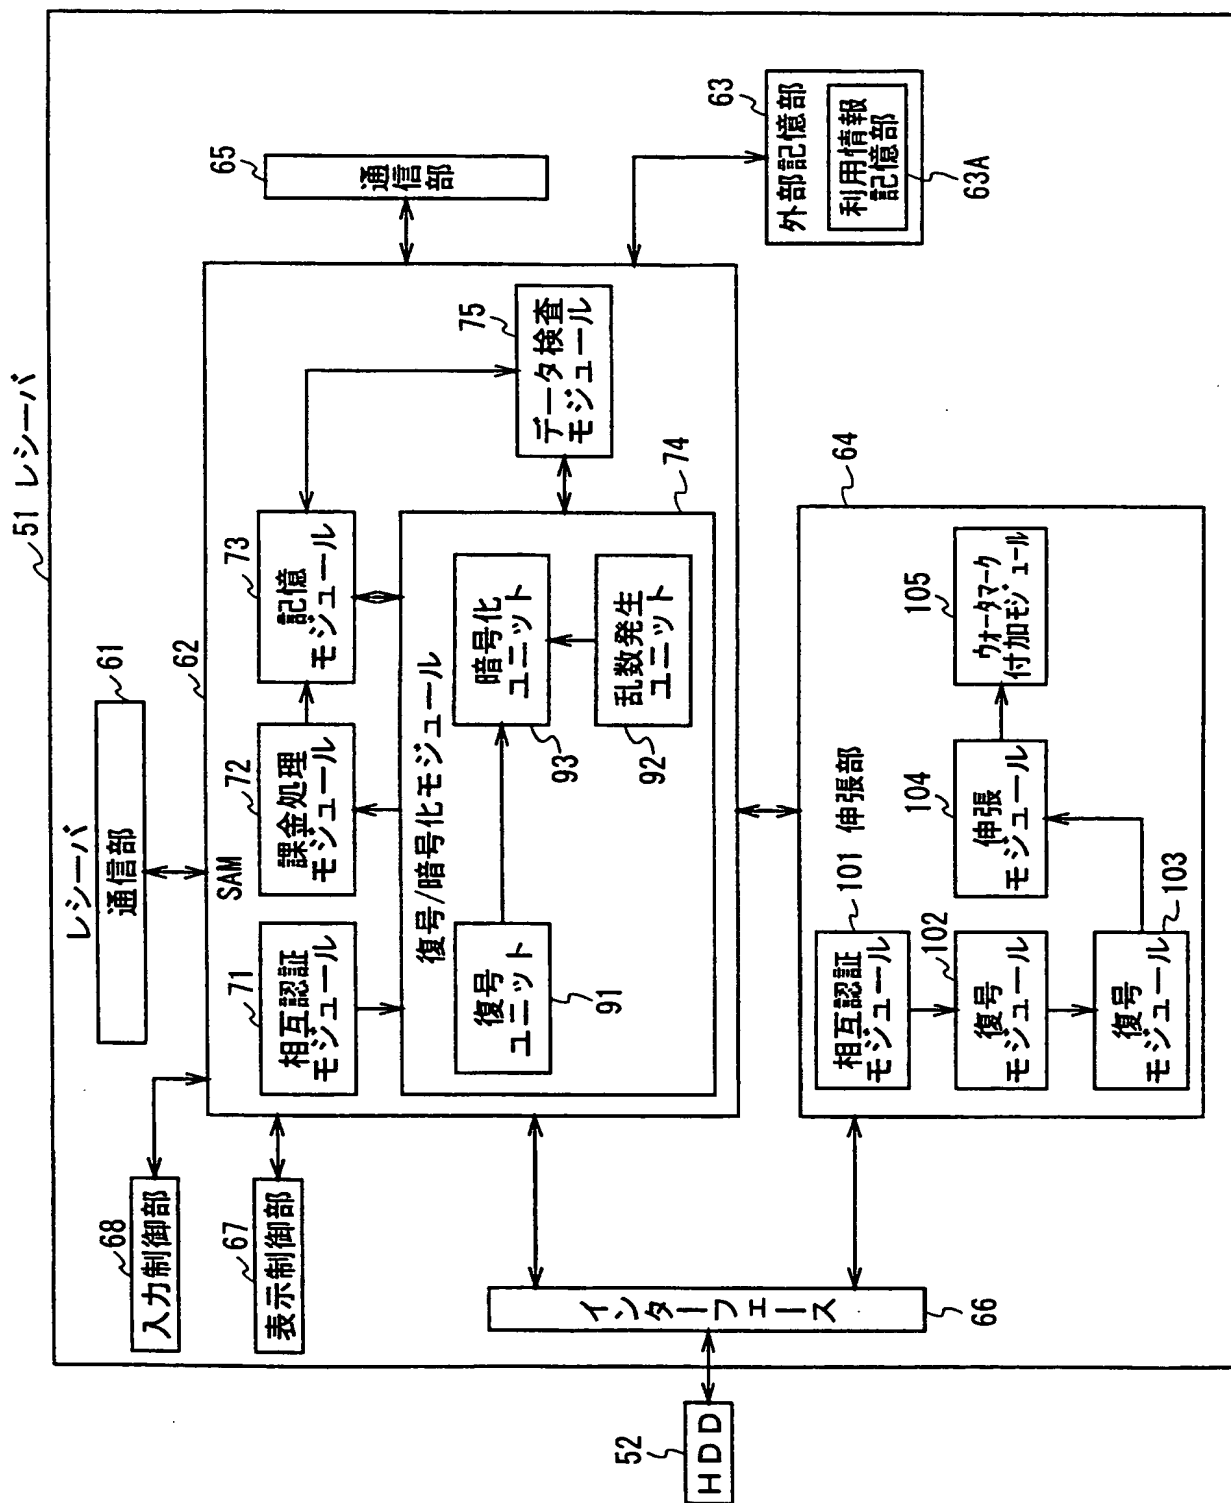 51 レシーバ
レシーバ
通信部
61
68
入力制御部
67
表示制御部
62
SAM
71
相互認証
モジュール
72
課金処理
モジュール
73
記憶
モジュール
65
通信部
復号/暗号化モジュール
74
復号
ユニット
91
暗号化
ユニット
93
乱数発生
ユニット
92
75
データ検査
モジュール
63
外部記憶部
利用情報
記憶部
63A
52
HDD
インターフェース
66
64
101 伸張部
相互認証
モジュール
102
復号
モジュール
復号
モジュール
103
104
伸張
モジュール
105
ウォータマーク
付加モジュール